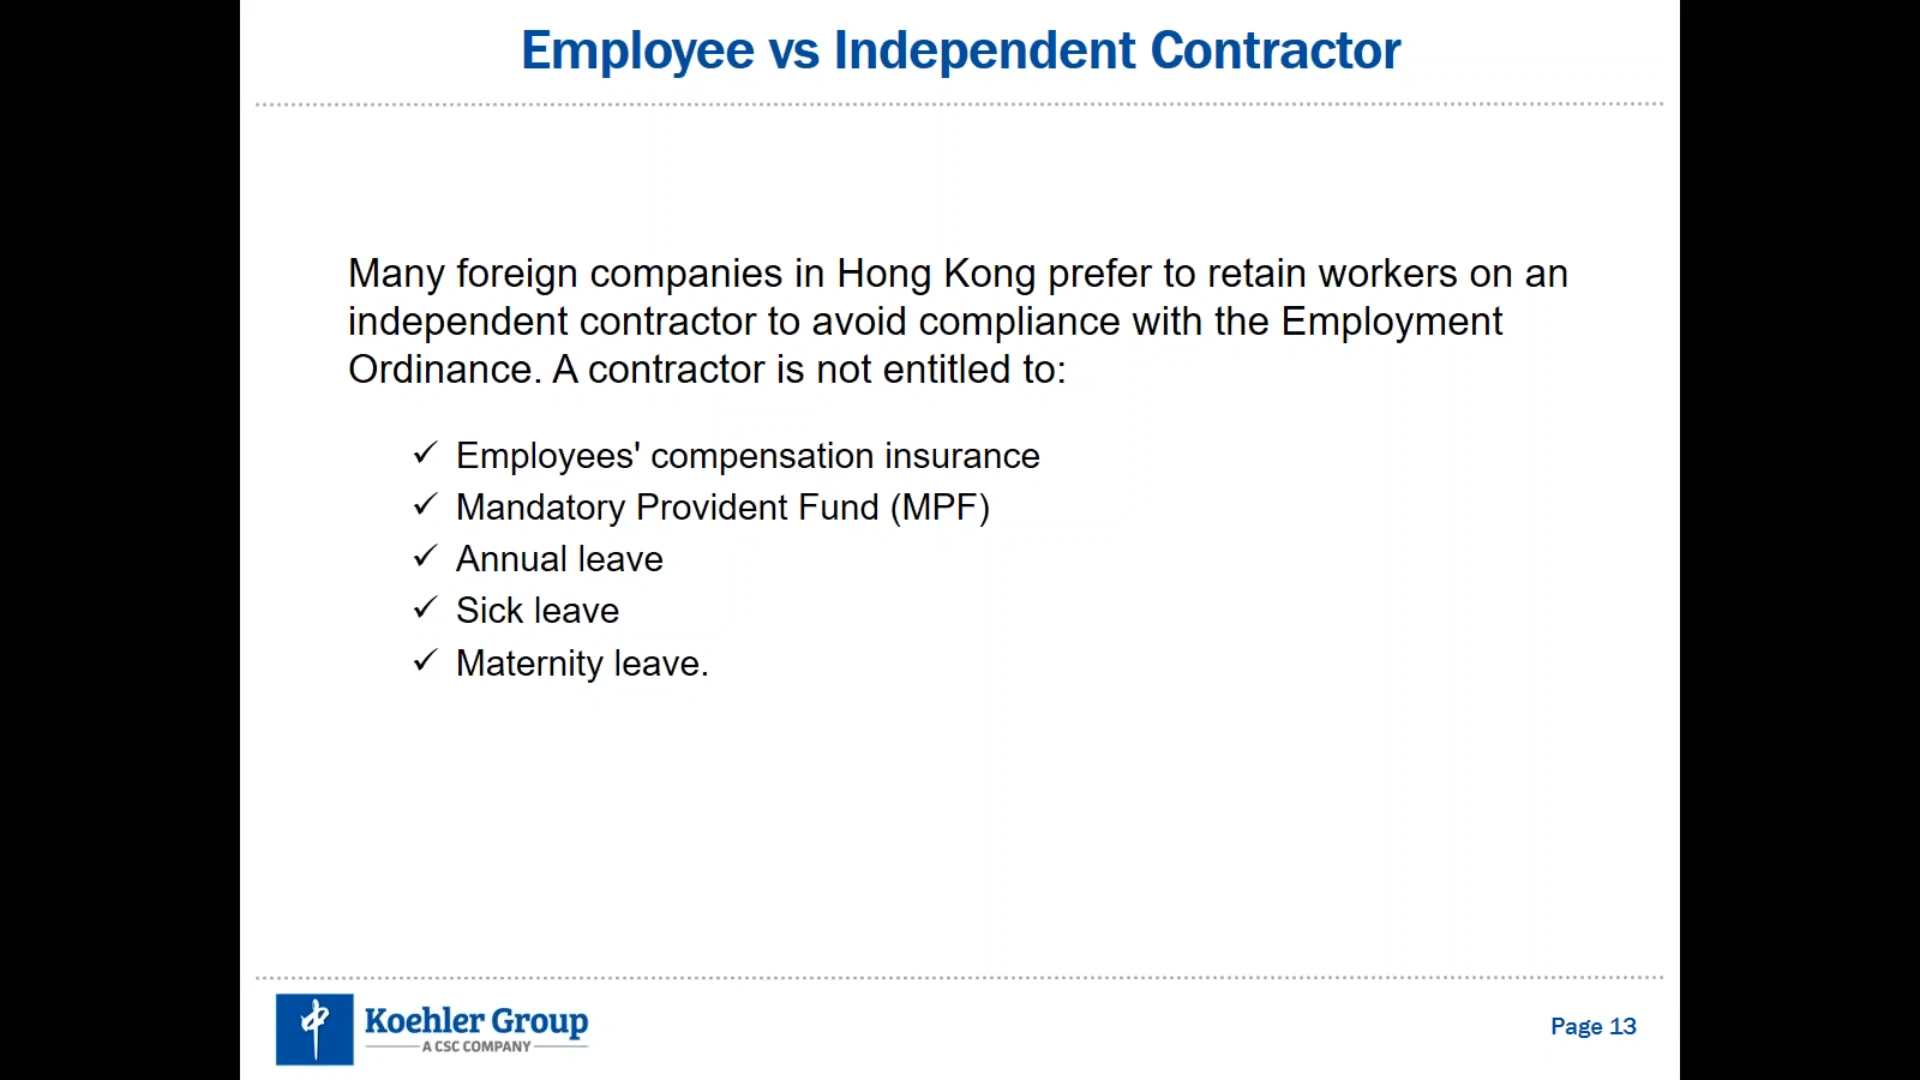 Employee vs Independent Contractor
Many foreign companies in Hong Kong prefer to retain workers on an
independent contractor to avoid compliance with the Employment
Ordinance. A contractor is not entitled to:
✓ Employees' compensation insurance
✓ Mandatory Provident Fund (MPF)
✓ Annual leave
✓ Sick leave
✓ Maternity leave.
Koehler Group
A CSC COMPANY
Page 13